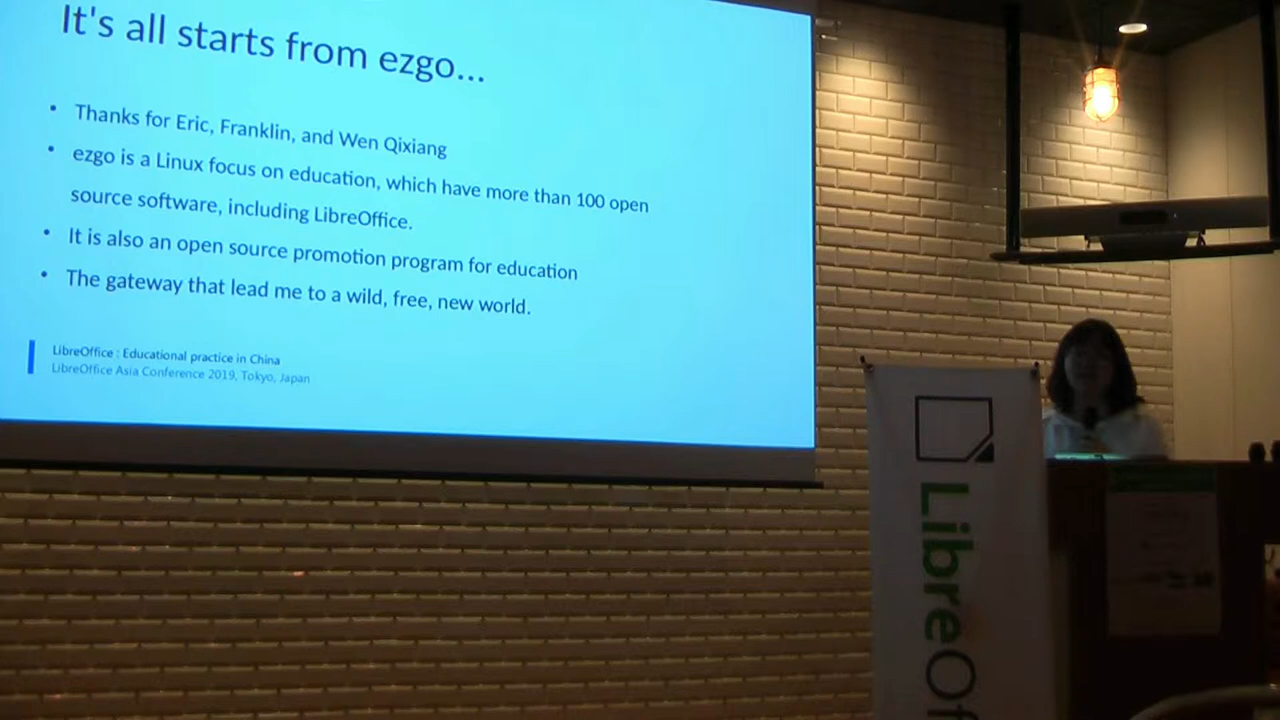 It's all starts from ezgo...
• Thanks for Eric, Franklin, and Wen Qixiang
• ezgo is a Linux focus on education, which have more than 100 open
source software, including LibreOffice.
• It is also an open source promotion program for education
• The gateway that lead me to a wild, free, new world.
LibreOffice : Educational practice in China
LibreOffice Asia Conference 2019, Tokyo, Japan
LibreOf